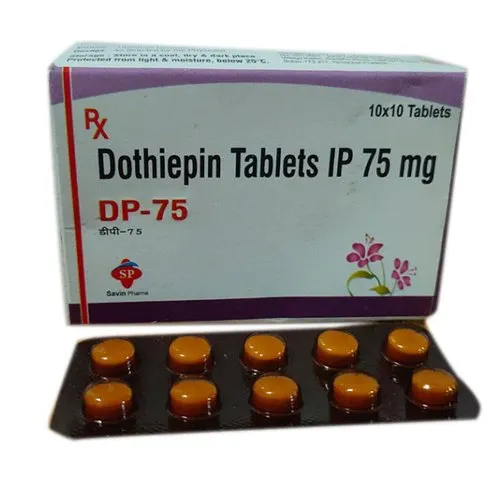 Storage : Store in a cool, dry & dark place
Protected from light & moisture, below 25°C.
10x10 Tablets
Rx
Dothiepin Tablets IP 75 mg
DP-75
डीपी-75
SP
Savin Pharma